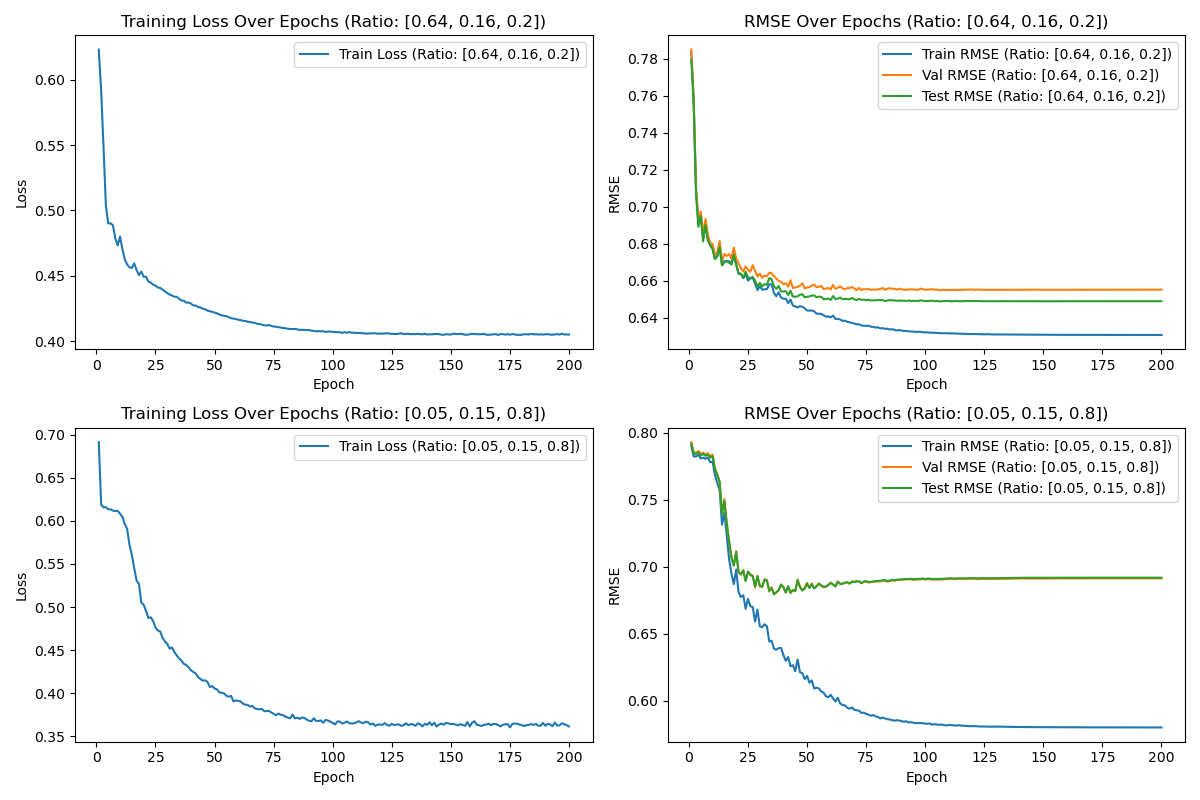 Training Loss Over Epochs (Ratio: [0.64, 0.16, 0.2])
Train Loss (Ratio: [0.64, 0.16, 0.2])
0.60
0.55
0.50
0.45
0.40
Loss
0 25 50 75 100 125 150 175 200
Epoch
RMSE Over Epochs (Ratio: [0.64, 0.16, 0.2])
Train RMSE (Ratio: [0.64, 0.16, 0.2])
Val RMSE (Ratio: [0.64, 0.16, 0.2])
Test RMSE (Ratio: [0.64, 0.16, 0.2])
0.78
0.76
0.74
0.72
0.70
0.68
0.66
0.64
RMSE
0 25 50 75 100 125 150 175 200
Epoch
Training Loss Over Epochs (Ratio: [0.05, 0.15, 0.8])
Train Loss (Ratio: [0.05, 0.15, 0.8])
0.70
0.65
0.60
0.55
0.50
0.45
0.40
0.35
Loss
0 25 50 75 100 125 150 175 200
Epoch
RMSE Over Epochs (Ratio: [0.05, 0.15, 0.8])
Train RMSE (Ratio: [0.05, 0.15, 0.8])
Val RMSE (Ratio: [0.05, 0.15, 0.8])
Test RMSE (Ratio: [0.05, 0.15, 0.8])
0.80
0.75
0.70
0.65
0.60
RMSE
0 25 50 75 100 125 150 175 200
Epoch